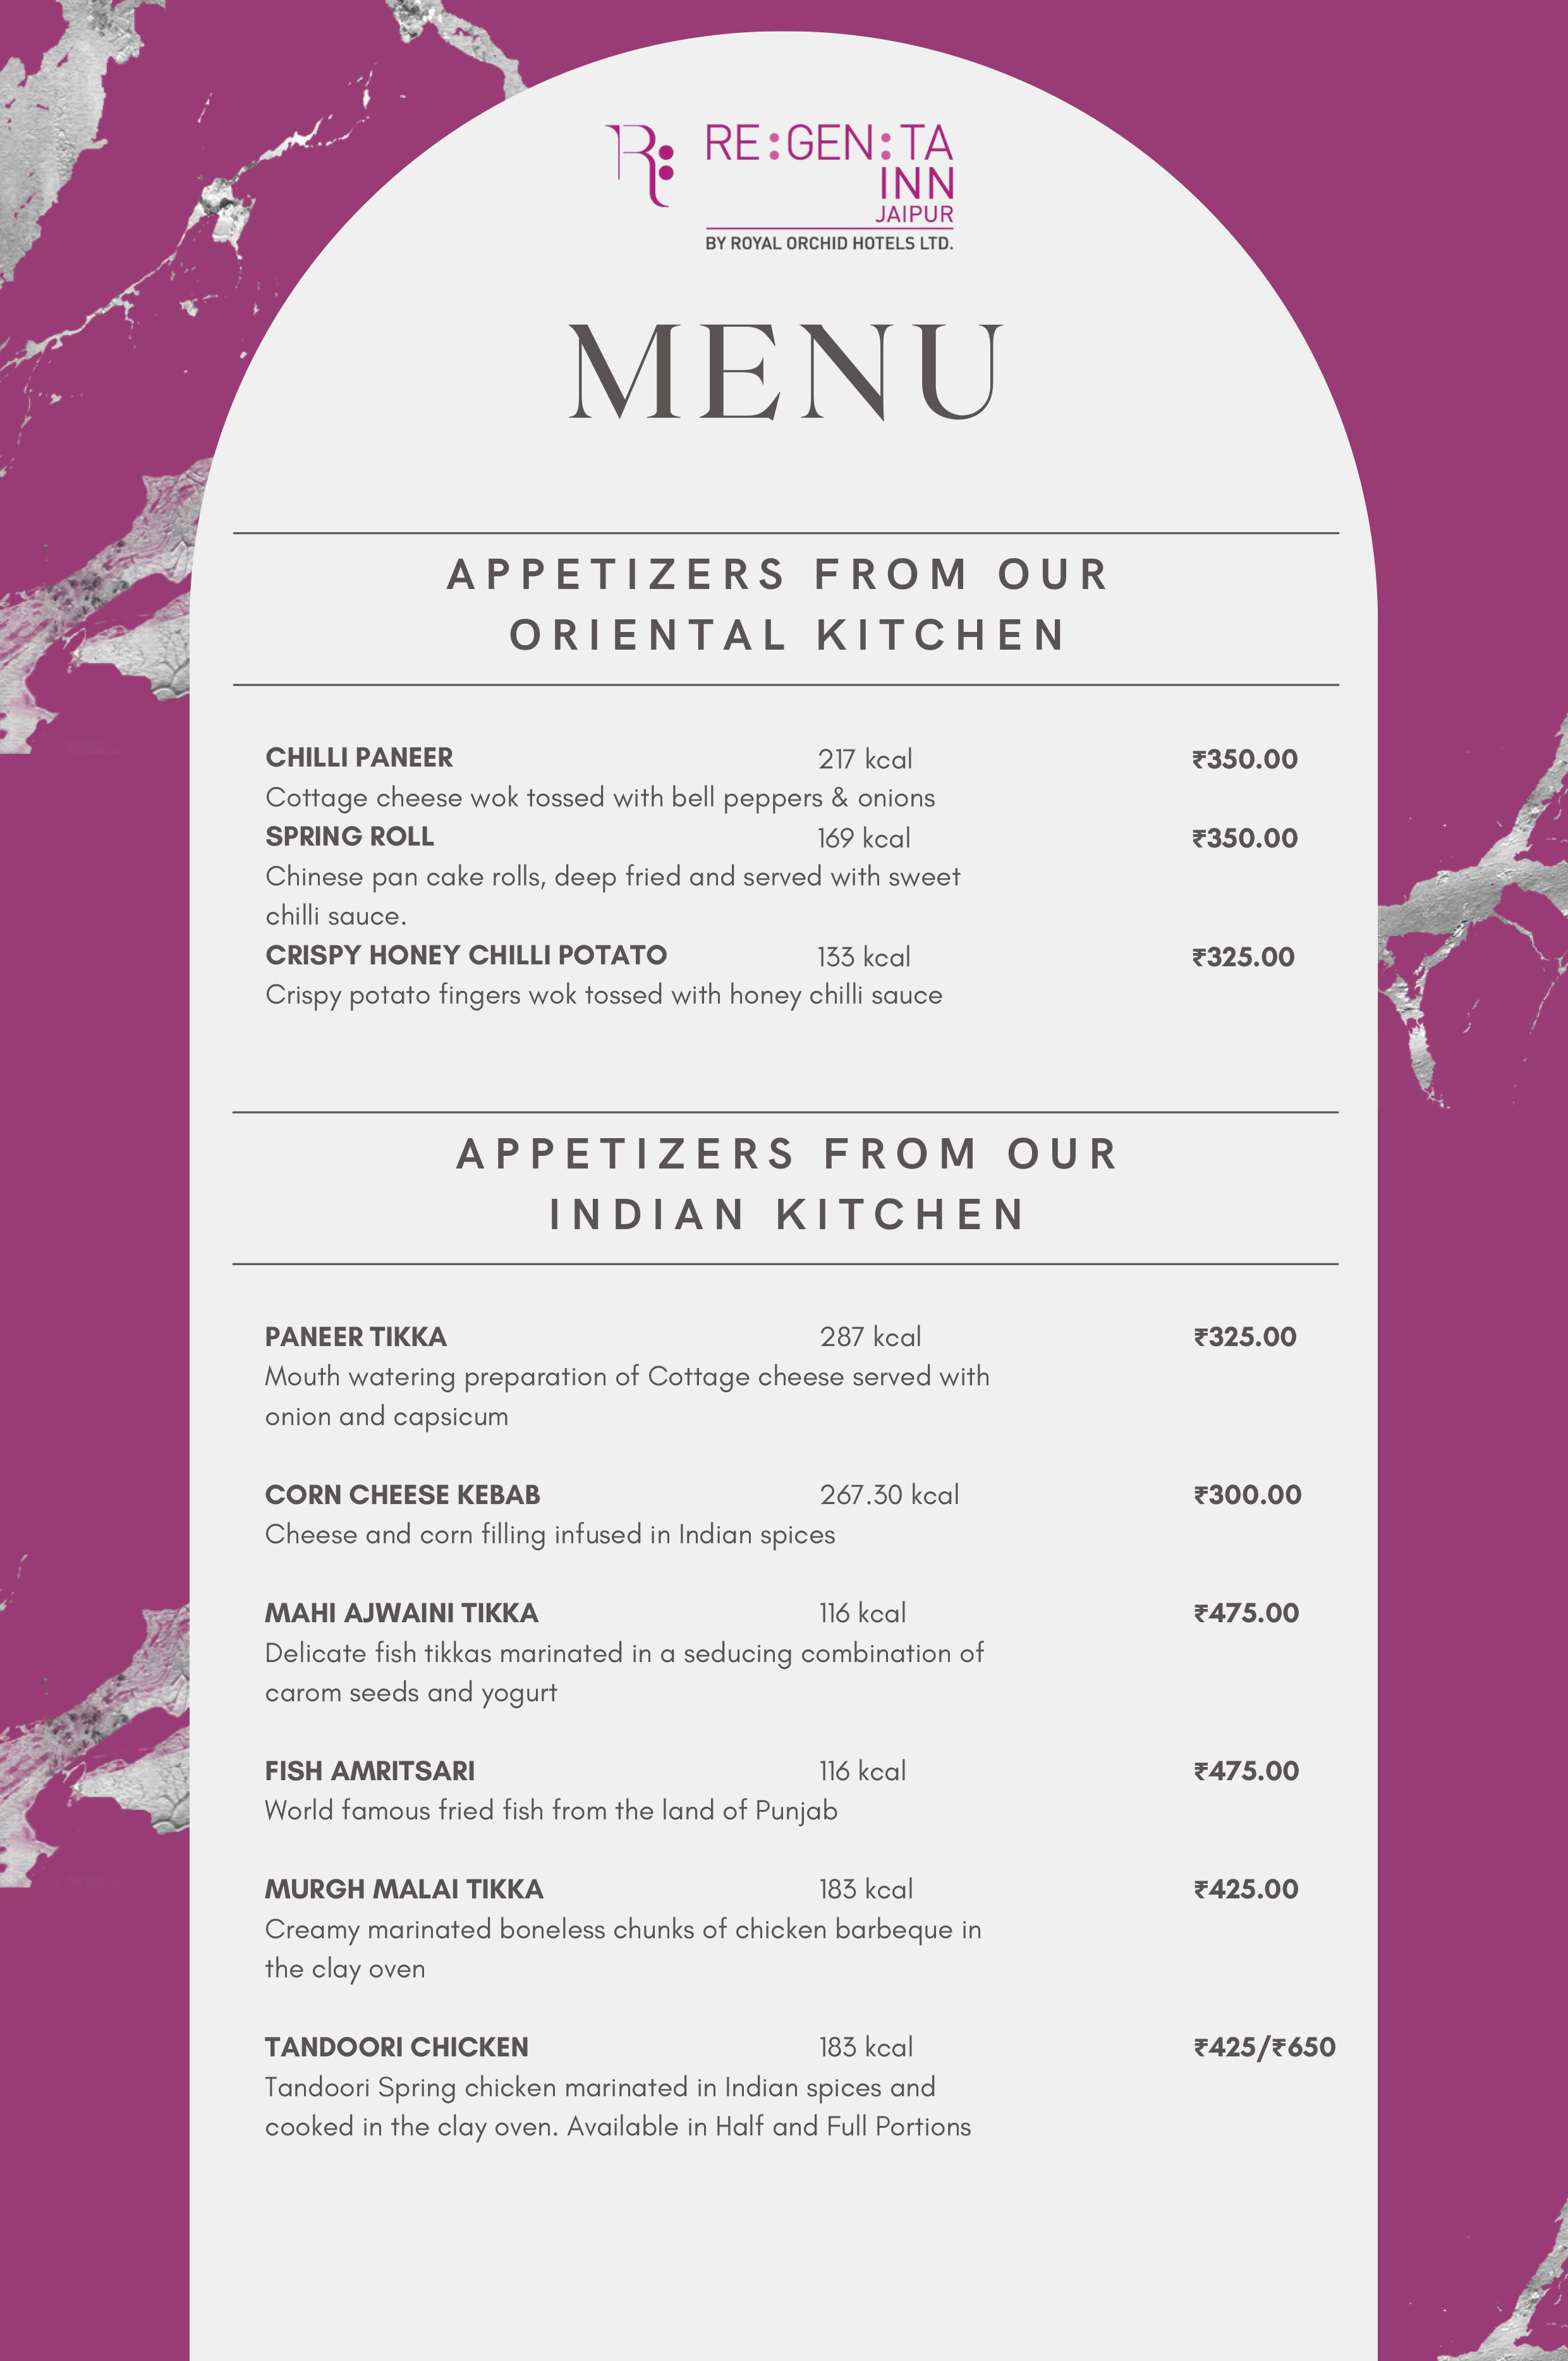 R:
RE:GEN:TA
INN
JAIPUR
BY ROYAL ORCHID HOTELS LTD.
MENU
APPETIZERS FROM OUR
ORIENTAL KITCHEN
CHILLI PANEER 217 kcal ₹350.00
Cottage cheese wok tossed with bell peppers & onions
SPRING ROLL 169 kcal ₹350.00
Chinese pan cake rolls, deep fried and served with sweet
chilli sauce.
CRISPY HONEY CHILLI POTATO 133 kcal ₹325.00
Crispy potato fingers wok tossed with honey chilli sauce
APPETIZERS FROM OUR
INDIAN KITCHEN
PANEER TIKKA 287 kcal ₹325.00
Mouth watering preparation of Cottage cheese served with
onion and capsicum
CORN CHEESE KEBAB 267.30 kcal ₹300.00
Cheese and corn filling infused in Indian spices
MAHI AJWAINI TIKKA 116 kcal ₹475.00
Delicate fish tikkas marinated in a seducing combination of
carom seeds and yogurt
FISH AMRITSARI 116 kcal ₹475.00
World famous fried fish from the land of Punjab
MURGH MALAI TIKKA 183 kcal ₹425.00
Creamy marinated boneless chunks of chicken barbeque in
the clay oven
TANDOORI CHICKEN 183 kcal ₹425/₹650
Tandoori Spring chicken marinated in Indian spices and
cooked in the clay oven. Available in Half and Full Portions